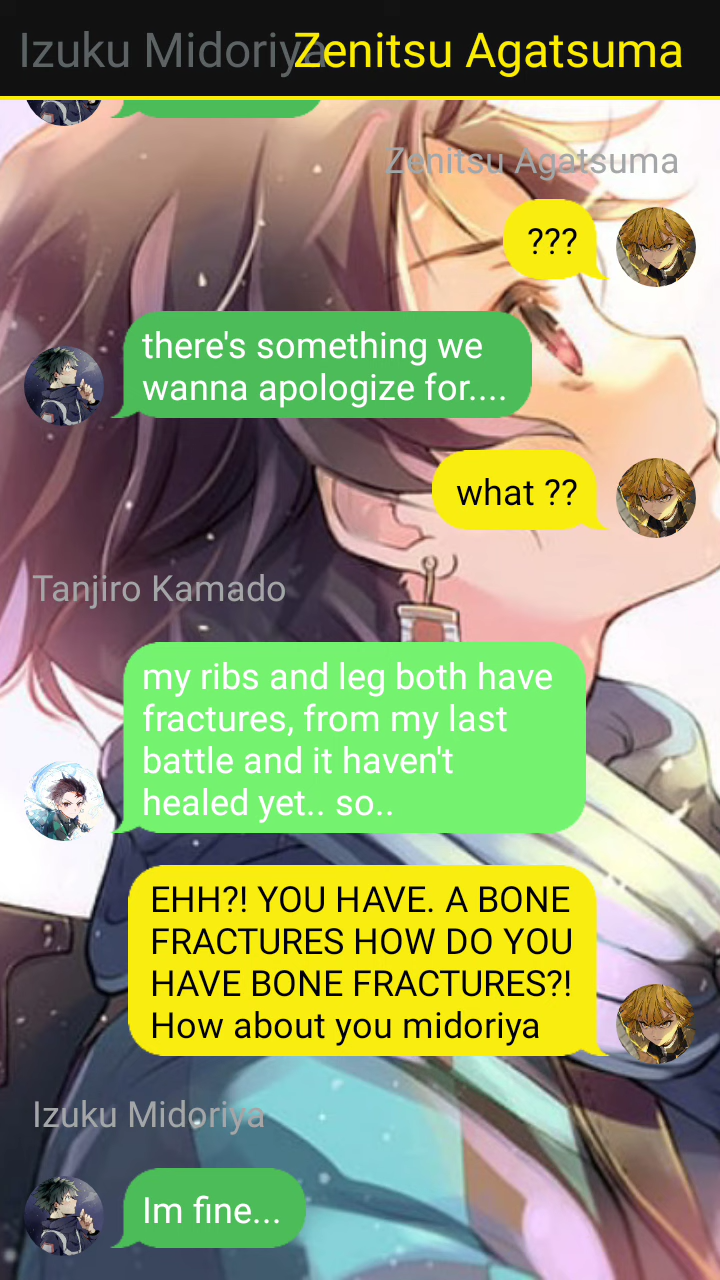 Izuku Midoriya Zenitsu Agatsuma
Zenitsu Agatsuma
???
there's something we
wanna apologize for....
what ??
Tanjiro Kamado
my ribs and leg both have
fractures, from my last
battle and it haven't
healed yet.. so..
EHH?! YOU HAVE. A BONE
FRACTURES HOW DO YOU
HAVE BONE FRACTURES?!
How about you midoriya
Izuku Midoriya
Im fine...